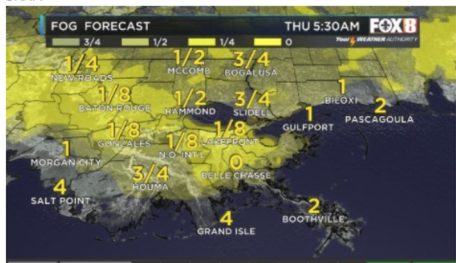 FOG FORECAST THU 5:30AM FOX 8
3/4 1/2 1/4 0 Your WEATHER AUTHORITY
1/4 NEW ROADS
1/2 MCCOMB
3/4 BOGALUSA
1/8 BATON ROUGE
1/2 HAMMOND
3/4 SLIDELL
1 BILOXI
2 PASCAGOULA
1 GULFPORT
1/8 GONZALES
1/8 N.O. INT'L
1/8 LAKEFRONT
1 MORGAN CITY
3/4 HOUMA
0 BELLE CHASSE
4 SALT POINT
4 GRAND ISLE
2 BOOTHVILLE